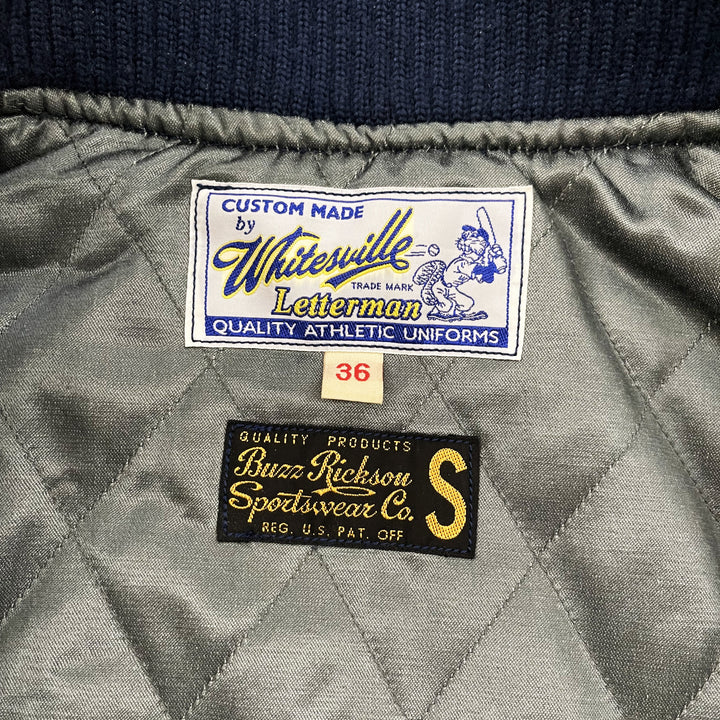 CUSTOM MADE
by
Whitesville
TRADE MARK
Letterman
QUALITY ATHLETIC UNIFORMS
36
QUALITY PRODUCTS
Buzz Rickson
Sportswear Co.
S
REG. U.S. PAT. OFF